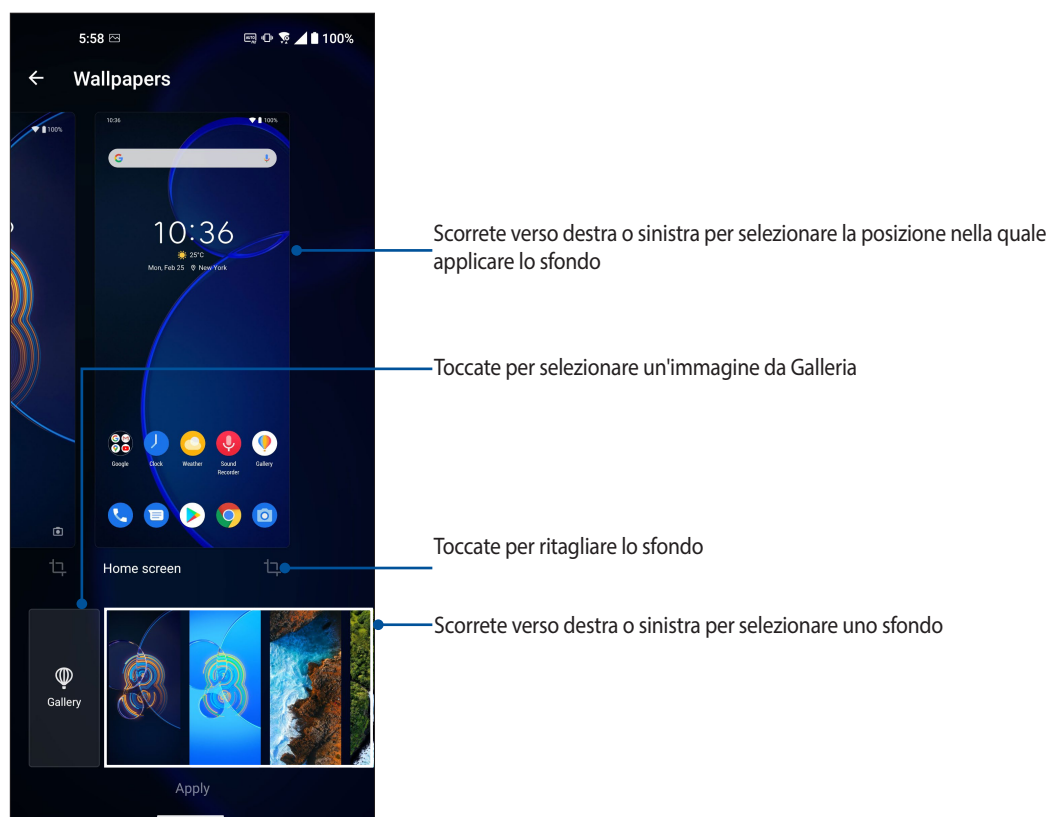 5:58 100%
Wallpapers
100%
10:36 100%
10:36
25°C
Mon, Feb 25 New York
Google Clock Weather Sound Recorder Gallery
Home screen
Gallery
Apply
Scorrete verso destra o sinistra per selezionare la posizione nella quale
applicare lo sfondo
Toccate per selezionare un'immagine da Galleria
Toccate per ritagliare lo sfondo
Scorrete verso destra o sinistra per selezionare uno sfondo